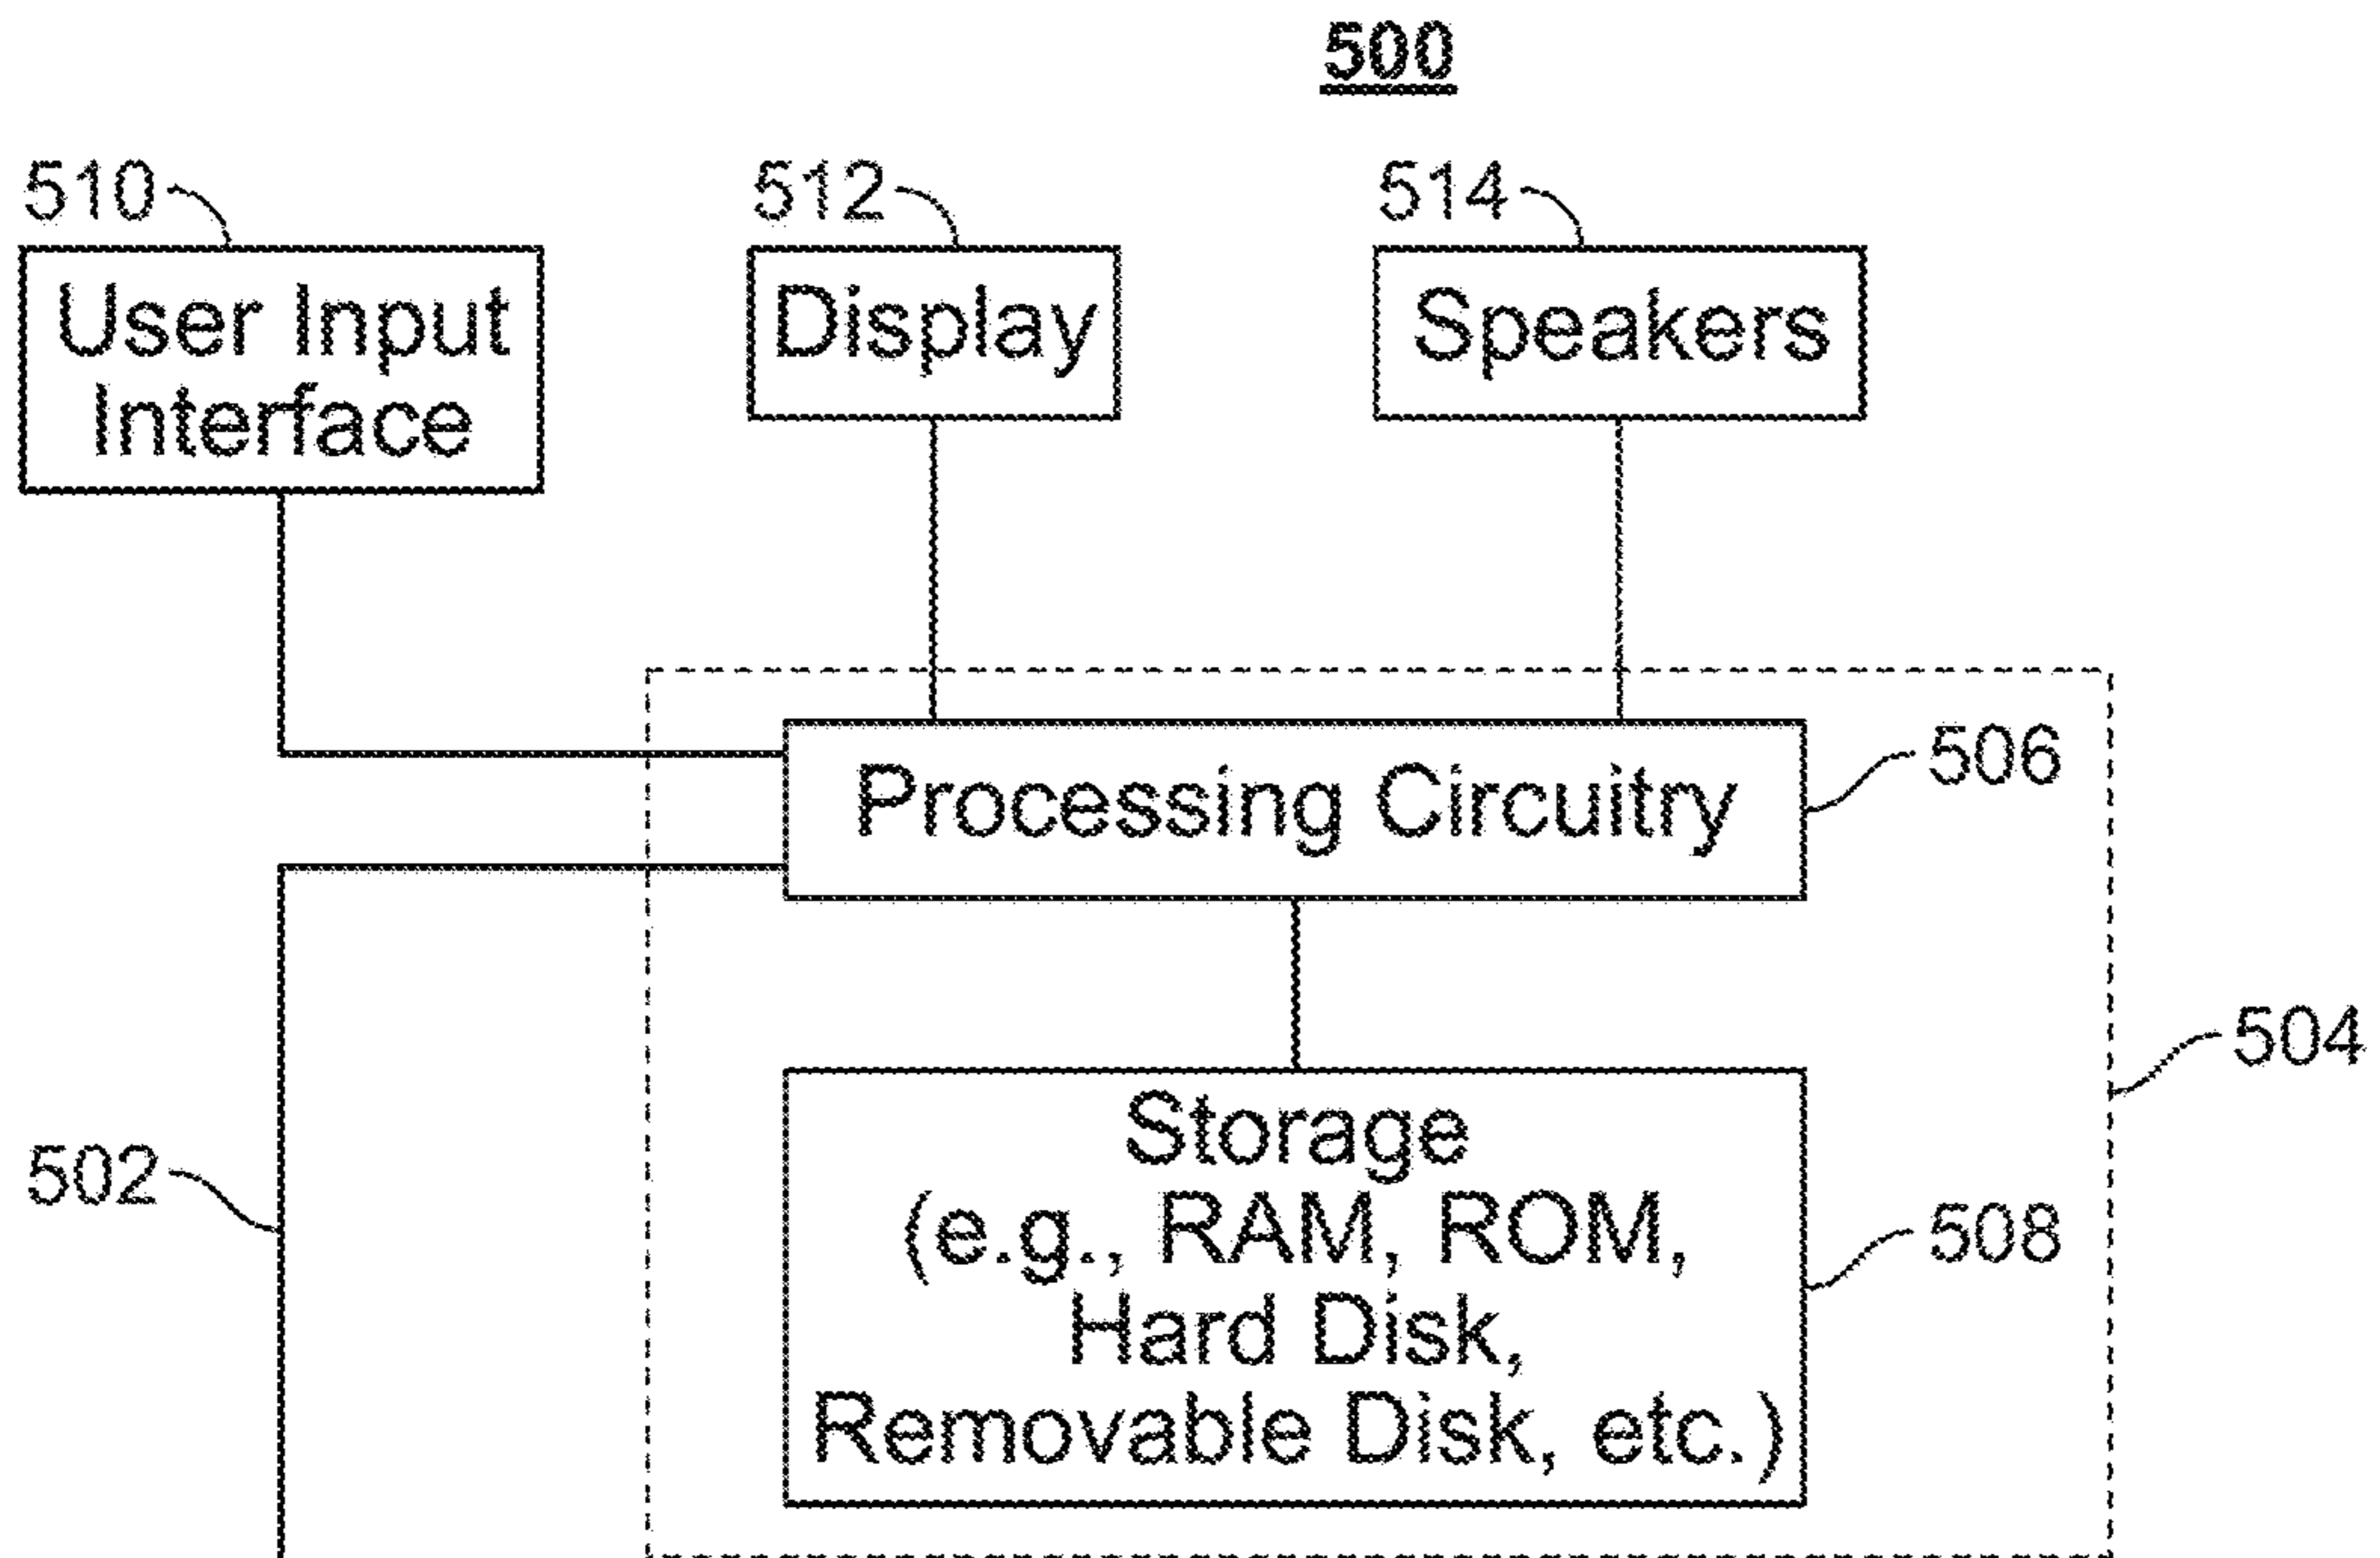 500
510
512
514
User Input
Interface
Display
Speakers
Processing Circuitry
506
504
502
Storage
(e.g., RAM, ROM,
Hard Disk,
Removable Disk, etc.)
508